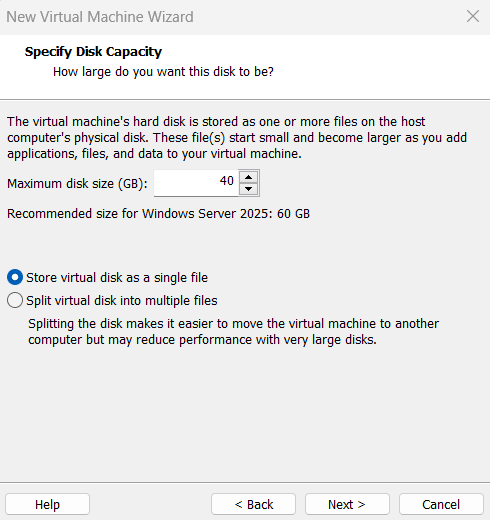 New Virtual Machine Wizard
Specify Disk Capacity
How large do you want this disk to be?
The virtual machine's hard disk is stored as one or more files on the host
computer's physical disk. These file(s) start small and become larger as you add
applications, files, and data to your virtual machine.
Maximum disk size (GB): 40
Recommended size for Windows Server 2025: 60 GB
Store virtual disk as a single file
Split virtual disk into multiple files
Splitting the disk makes it easier to move the virtual machine to another
computer but may reduce performance with very large disks.
Help < Back Next > Cancel